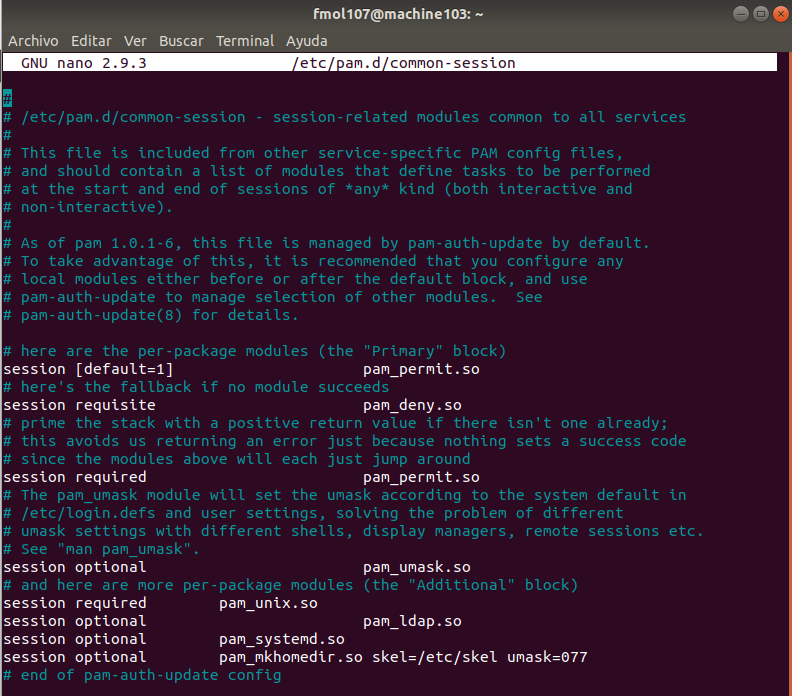 fmol107@machine103: ~
Archivo Editar Ver Buscar Terminal Ayuda
GNU nano 2.9.3 /etc/pam.d/common-session
#
# /etc/pam.d/common-session - session-related modules common to all services
#
# This file is included from other service-specific PAM config files,
# and should contain a list of modules that define tasks to be performed
# at the start and end of sessions of *any* kind (both interactive and
# non-interactive).
#
# As of pam 1.0.1-6, this file is managed by pam-auth-update by default.
# To take advantage of this, it is recommended that you configure any
# local modules either before or after the default block, and use
# pam-auth-update to manage selection of other modules.  See
# pam-auth-update(8) for details.
# here are the per-package modules (the "Primary" block)
session [default=1] pam_permit.so
# here's the fallback if no module succeeds
session requisite pam_deny.so
# prime the stack with a positive return value if there isn't one already;
# this avoids us returning an error just because nothing sets a success code
# since the modules above will each just jump around
session required pam_permit.so
# The pam_umask module will set the umask according to the system default in
# /etc/login.defs and user settings, solving the problem of different
# umask settings with different shells, display managers, remote sessions etc.
# See "man pam_umask".
session optional pam_umask.so
# and here are more per-package modules (the "Additional" block)
session required pam_unix.so
session optional pam_ldap.so
session optional pam_systemd.so
session optional pam_mkhomedir.so skel=/etc/skel umask=077
# end of pam-auth-update config